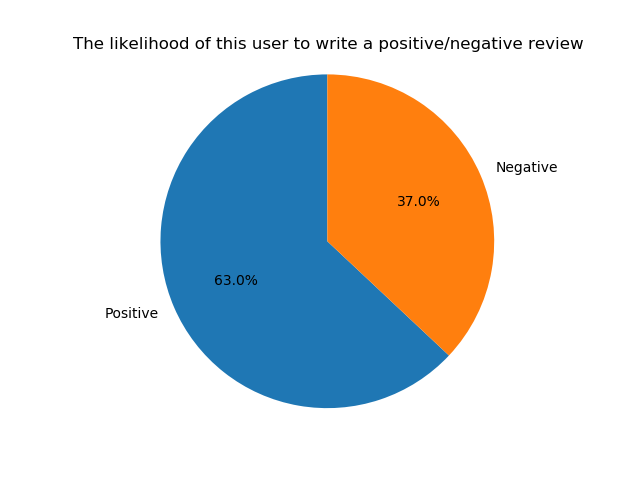 The likelihood of this user to write a positive/negative review
Negative
37.0%
63.0%
Positive